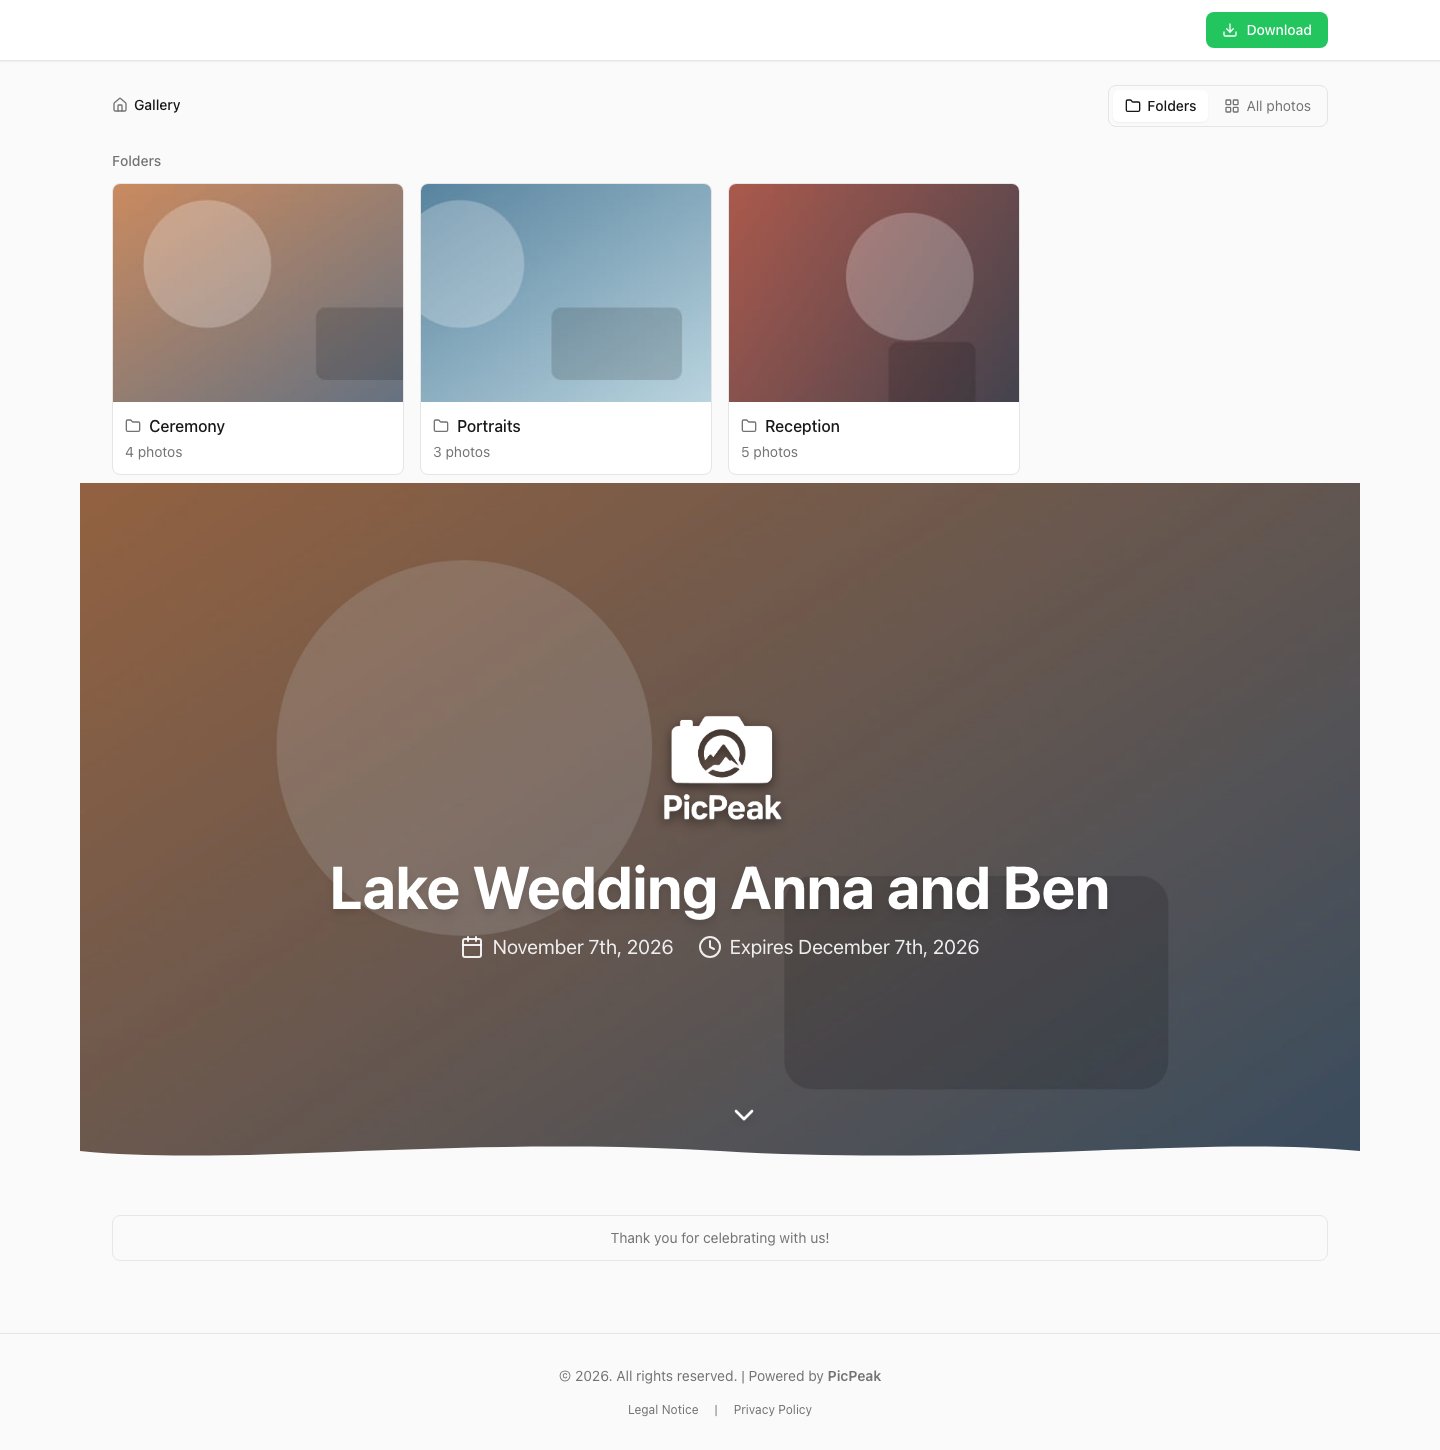 Download
Gallery
Folders All photos
Folders
Ceremony
4 photos
Portraits
3 photos
Reception
5 photos
PicPeak
Lake Wedding Anna and Ben
November 7th, 2026 Expires December 7th, 2026
Thank you for celebrating with us!
© 2026. All rights reserved. | Powered by PicPeak
Legal Notice | Privacy Policy